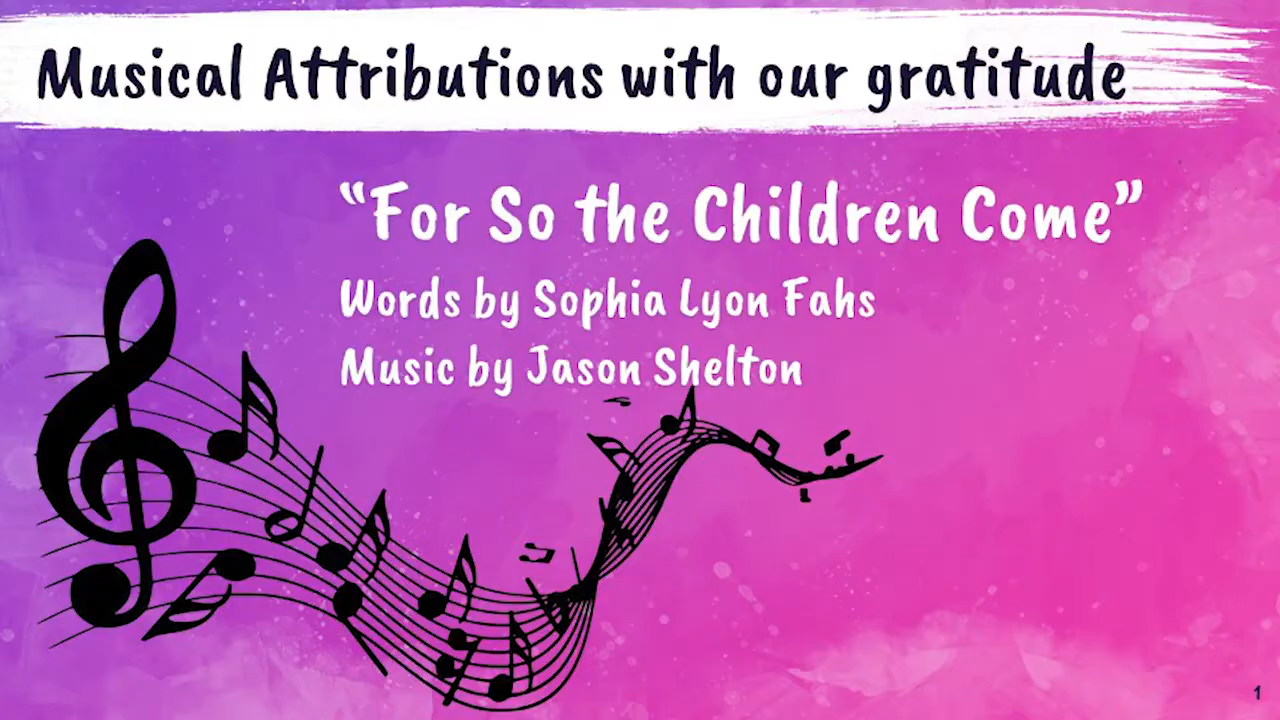 Musical Attributions with our gratitude
“For So the Children Come”
Words by Sophia Lyon Fahs
Music by Jason Shelton
1